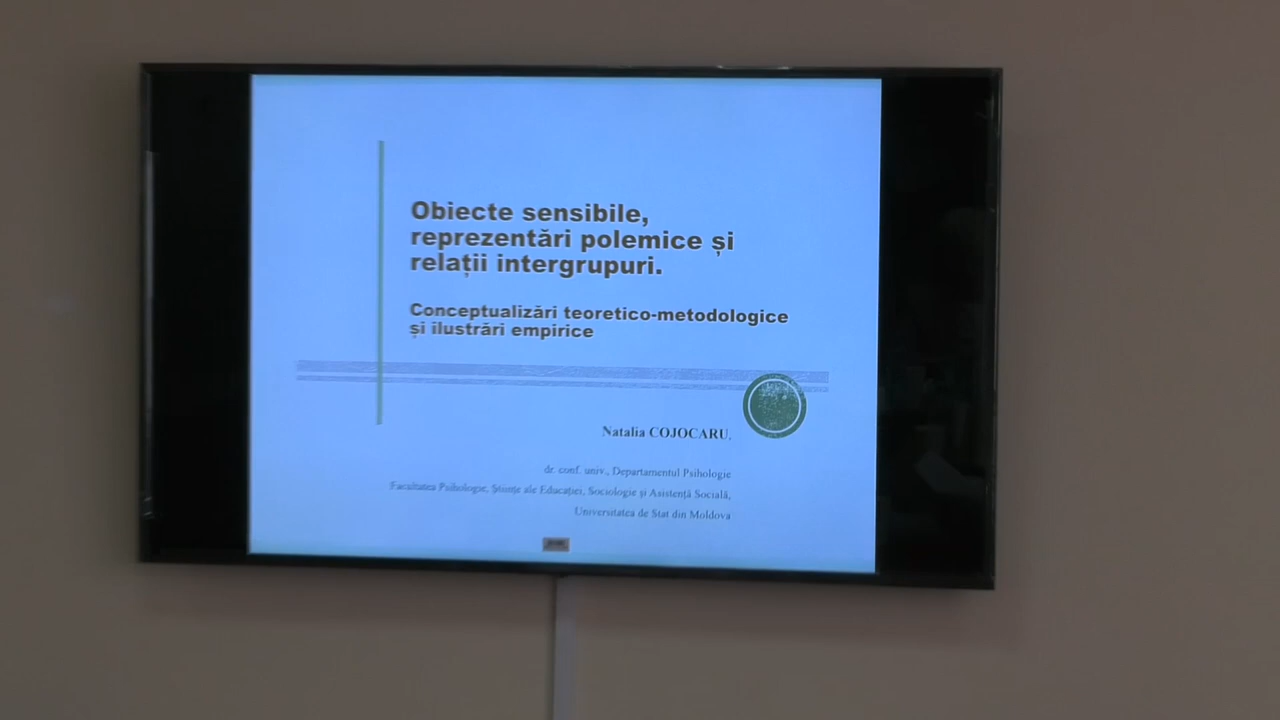 Obiecte sensibile,
reprezentări polemice și
relații intergrupuri.
Conceptualizări teoretico-metodologice
și ilustrări empirice
Natalia COJOCARU,
dr. conf. univ., Departamentul Psihologie
Facultatea Psihologie, Științe ale Educației, Sociologie și Asistență Socială,
Universitatea de Stat din Moldova